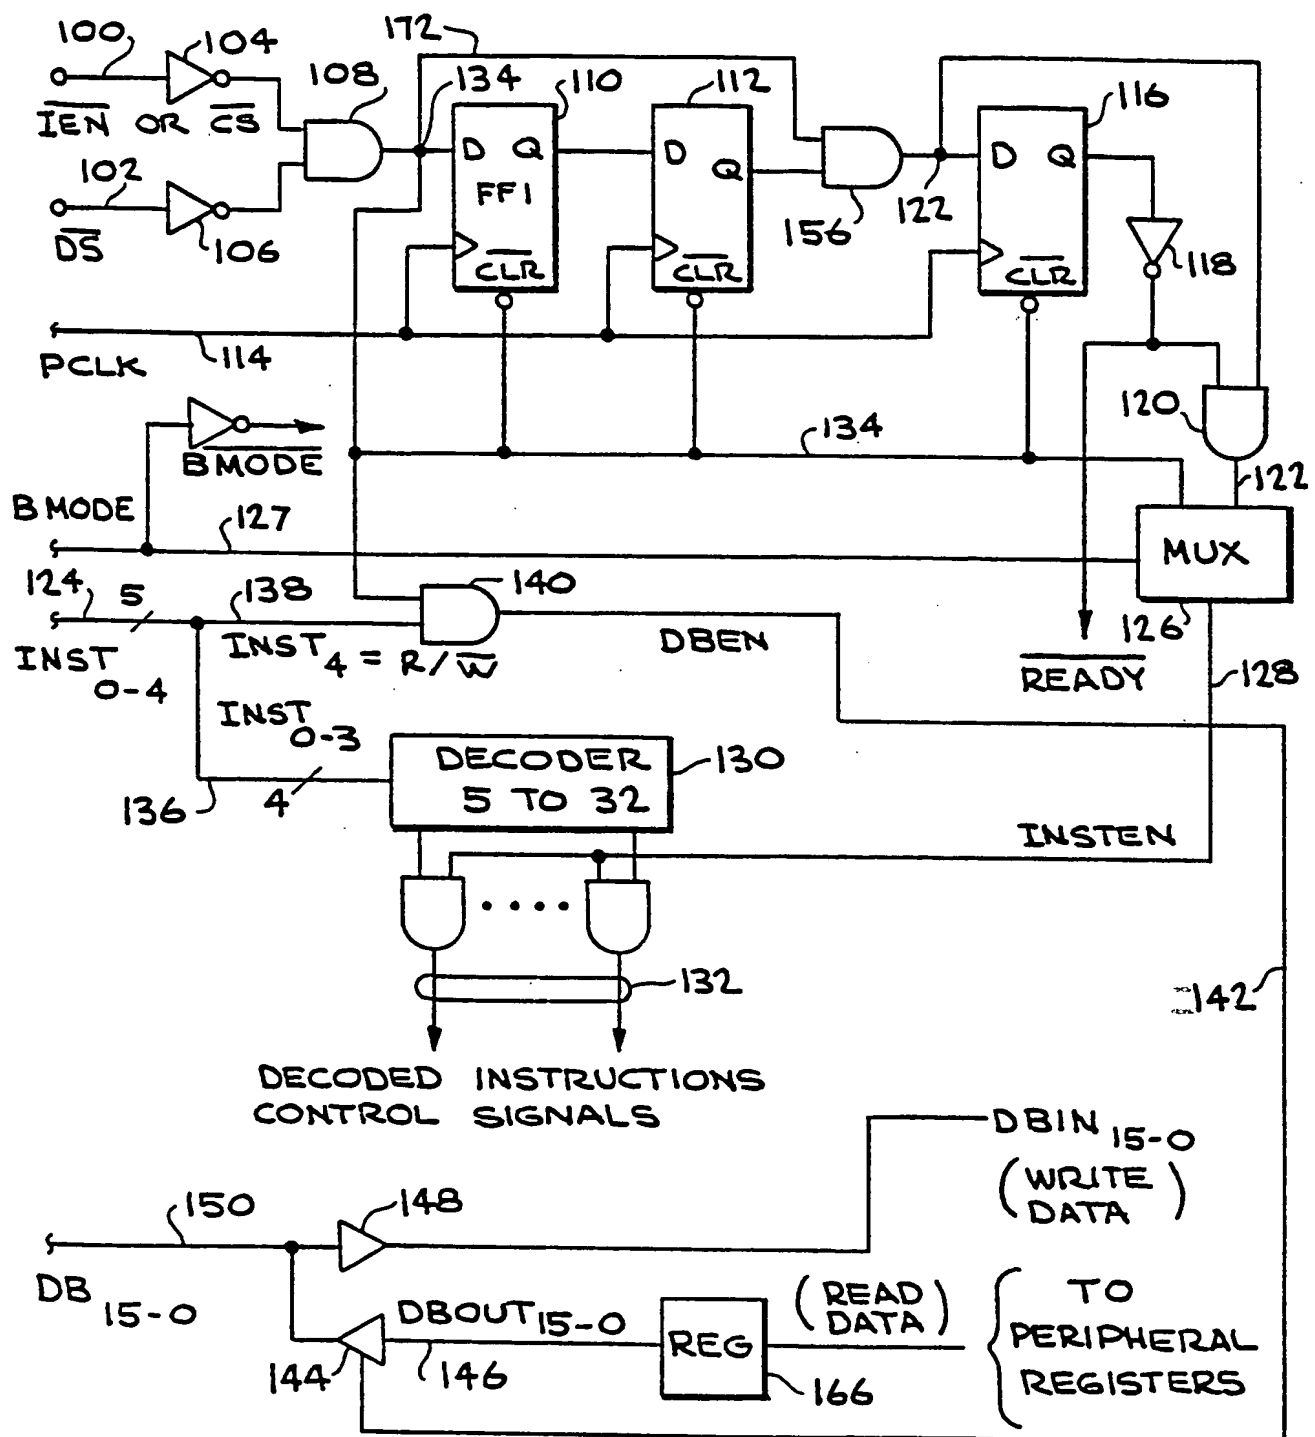 100
104
172
108
134
110
112
116
IEN OR CS
D Q
FF1
CLR
D
Q
CLR
D Q
CLR
102
DS
106
156
122
118
PCLK
114
120
134
122
BMODE
BMODE
127
MUX
126
124
5
138
140
INST 0-4
INST 4 = R/W
DBEN
READY
128
INST 0-3
136
4
DECODER
5 TO 32
130
INSTEN
132
142
DECODED INSTRUCTIONS
CONTROL SIGNALS
DBIN 15-0
(WRITE
DATA)
150
148
DB 15-0
DBOUT 15-0
144
146
REG
166
(READ
DATA)
TO
PERIPHERAL
REGISTERS